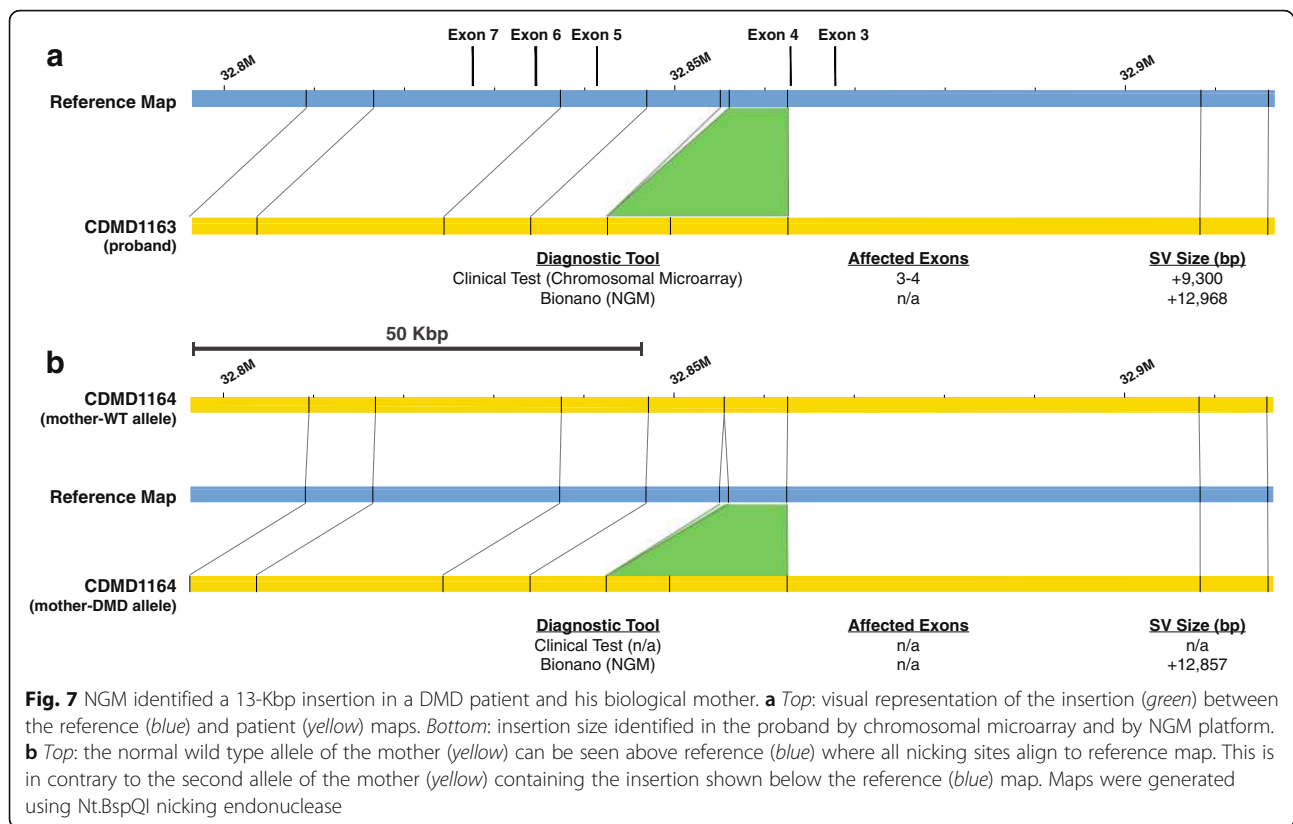 a
Exon 7 Exon 6 Exon 5 Exon 4 Exon 3
32.8M 32.85M 32.9M
Reference Map
CDMD1163
(proband)
Diagnostic Tool Affected Exons SV Size (bp)
Clinical Test (Chromosomal Microarray) 3-4 +9,300
Bionano (NGM) n/a +12,968
50 Kbp
b
32.8M 32.85M 32.9M
CDMD1164
(mother-WT allele)
Reference Map
CDMD1164
(mother-DMD allele)
Diagnostic Tool Affected Exons SV Size (bp)
Clinical Test (n/a) n/a n/a
Bionano (NGM) n/a +12,857
Fig. 7 NGM identified a 13-Kbp insertion in a DMD patient and his biological mother. a Top: visual representation of the insertion (green) between
the reference (blue) and patient (yellow) maps. Bottom: insertion size identified in the proband by chromosomal microarray and by NGM platform.
b Top: the normal wild type allele of the mother (yellow) can be seen above reference (blue) where all nicking sites align to reference map. This is
in contrary to the second allele of the mother (yellow) containing the insertion shown below the reference (blue) map. Maps were generated
using Nt.BspQI nicking endonuclease